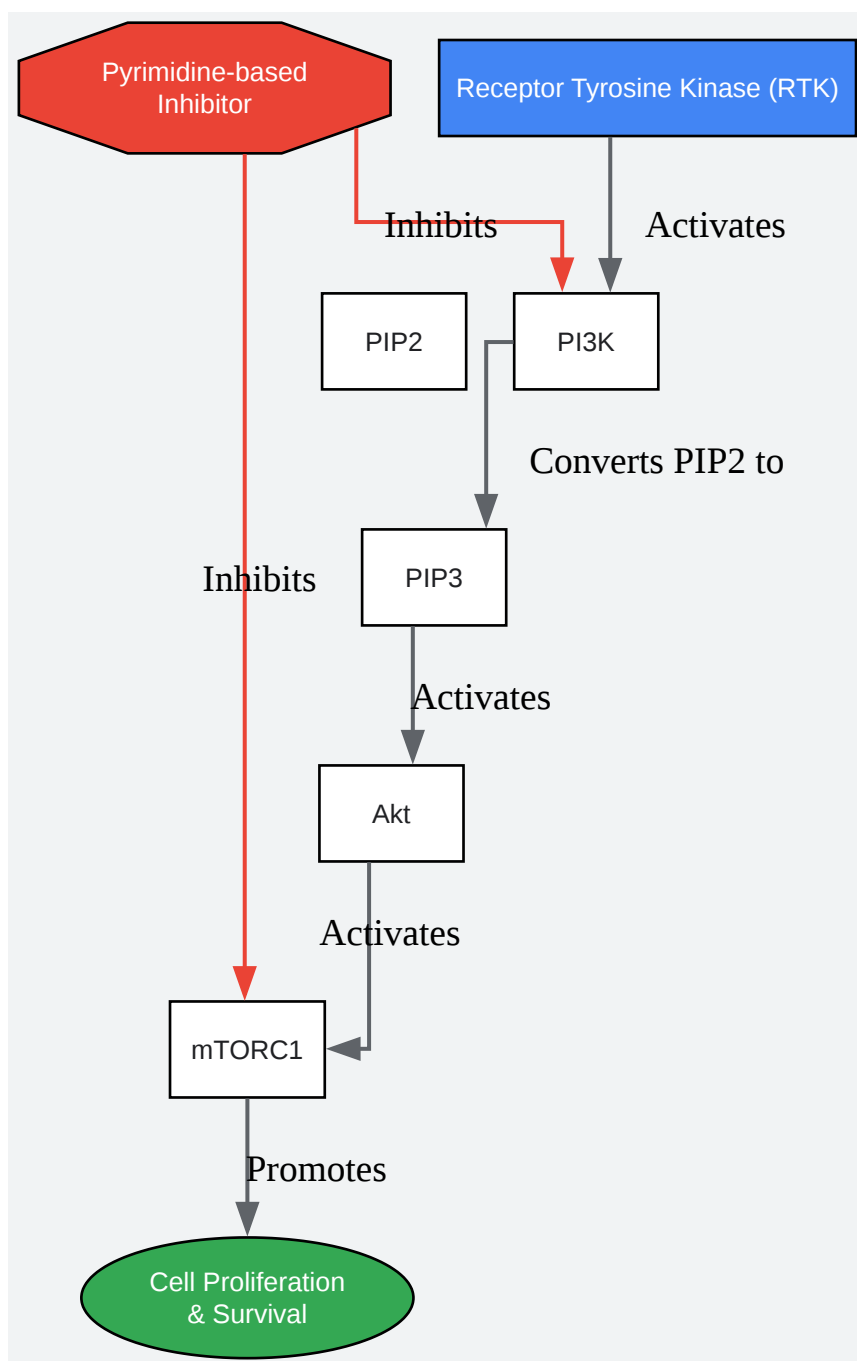 Pyrimidine-based
Inhibitor
Receptor Tyrosine Kinase (RTK)
Inhibits
Activates
PIP2
PI3K
Converts PIP2 to
Inhibits
PIP3
Activates
Akt
Activates
mTORC1
Promotes
Cell Proliferation
& Survival